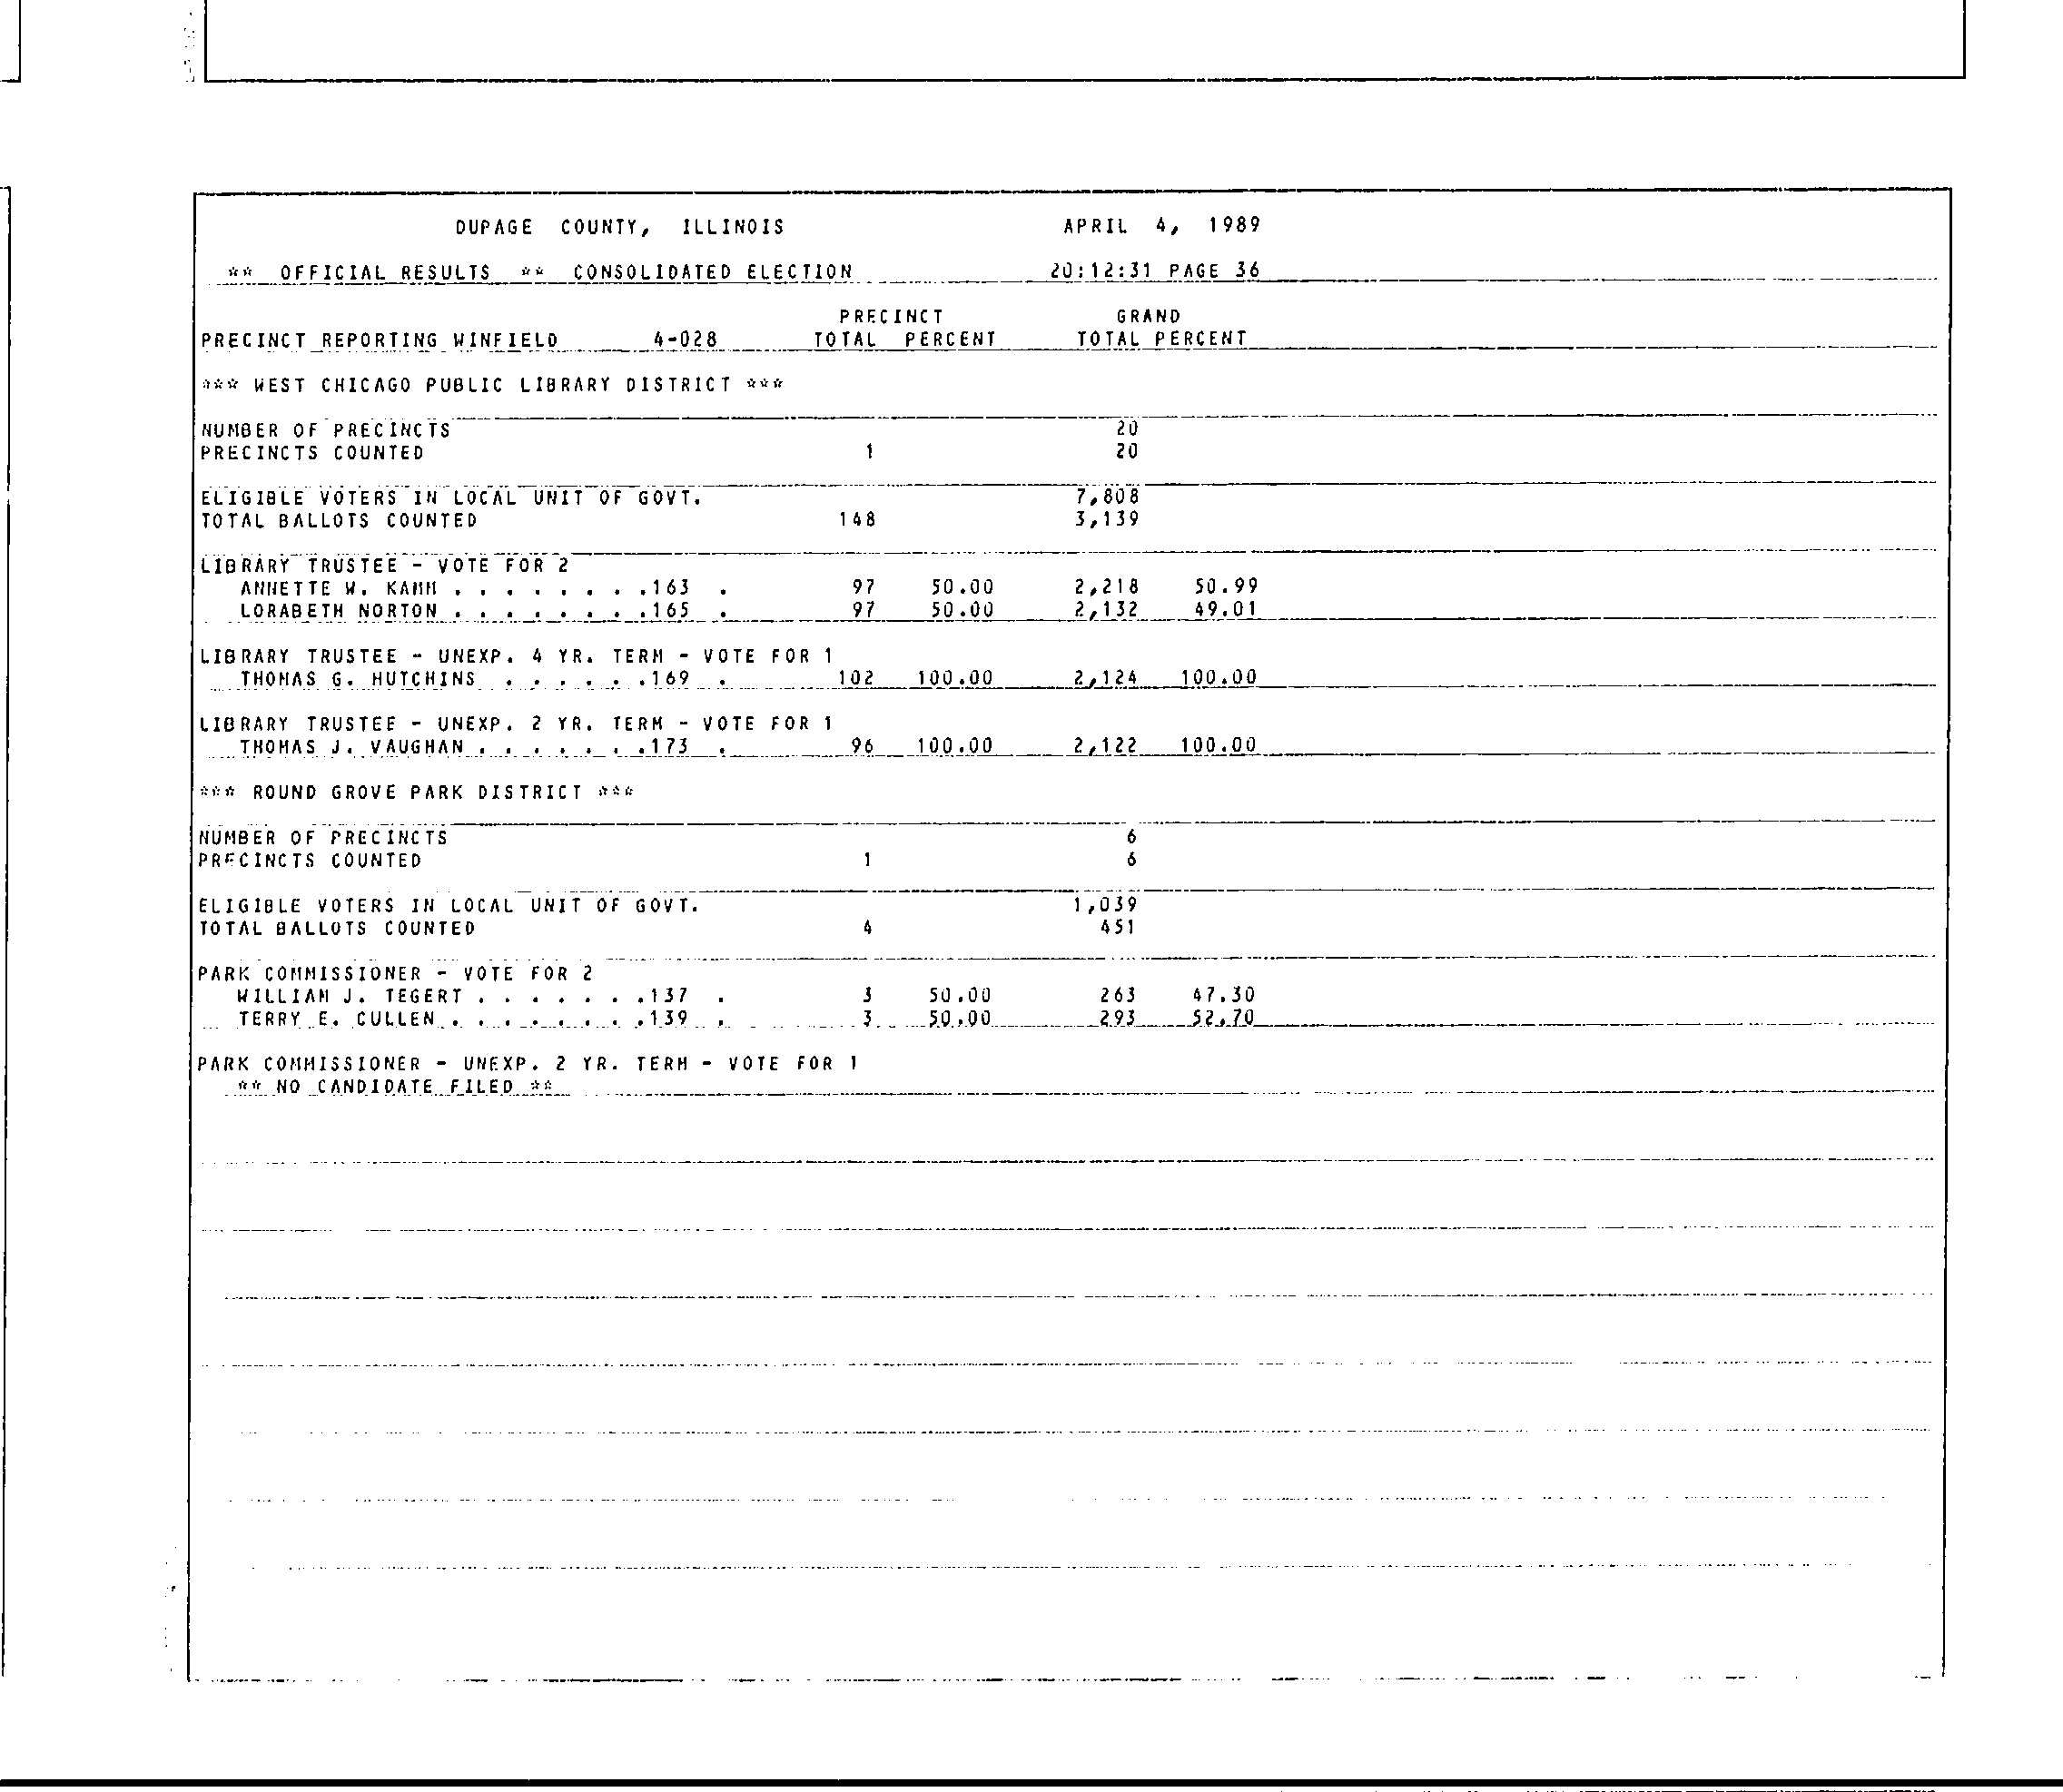 DUPAGE COUNTY, ILLINOIS APRIL 4, 1989
** OFFICIAL RESULTS ** CONSOLIDATED ELECTION 20:12:31 PAGE 36
PRECINCT GRAND
PRECINCT REPORTING WINFIELD 4-028 TOTAL PERCENT TOTAL PERCENT
*** WEST CHICAGO PUBLIC LIBRARY DISTRICT ***
NUMBER OF PRECINCTS 20
PRECINCTS COUNTED 1 20
ELIGIBLE VOTERS IN LOCAL UNIT OF GOVT. 7,808
TOTAL BALLOTS COUNTED 148 3,139
LIBRARY TRUSTEE - VOTE FOR 2
ANNETTE W. KAMM . . . . . . . .163 . 97 50.00 2,218 50.99
LORABETH NORTON . . . . . . . .165 . 97 50.00 2,132 49.01
LIBRARY TRUSTEE - UNEXP. 4 YR. TERM - VOTE FOR 1
THOMAS G. HUTCHINS . . . . . .169 . 102 100.00 2,124 100.00
LIBRARY TRUSTEE - UNEXP. 2 YR. TERM - VOTE FOR 1
THOMAS J. VAUGHAN . . . . . . .173 . 96 100.00 2,122 100.00
*** ROUND GROVE PARK DISTRICT ***
NUMBER OF PRECINCTS 6
PRECINCTS COUNTED 1 6
ELIGIBLE VOTERS IN LOCAL UNIT OF GOVT. 1,039
TOTAL BALLOTS COUNTED 4 451
PARK COMMISSIONER - VOTE FOR 2
WILLIAM J. TEGERT . . . . . . .137 . 3 50.00 263 47.30
TERRY E. CULLEN . . . . . . . .139 . 3 50.00 293 52.70
PARK COMMISSIONER - UNEXP. 2 YR. TERM - VOTE FOR 1
** NO CANDIDATE FILED **